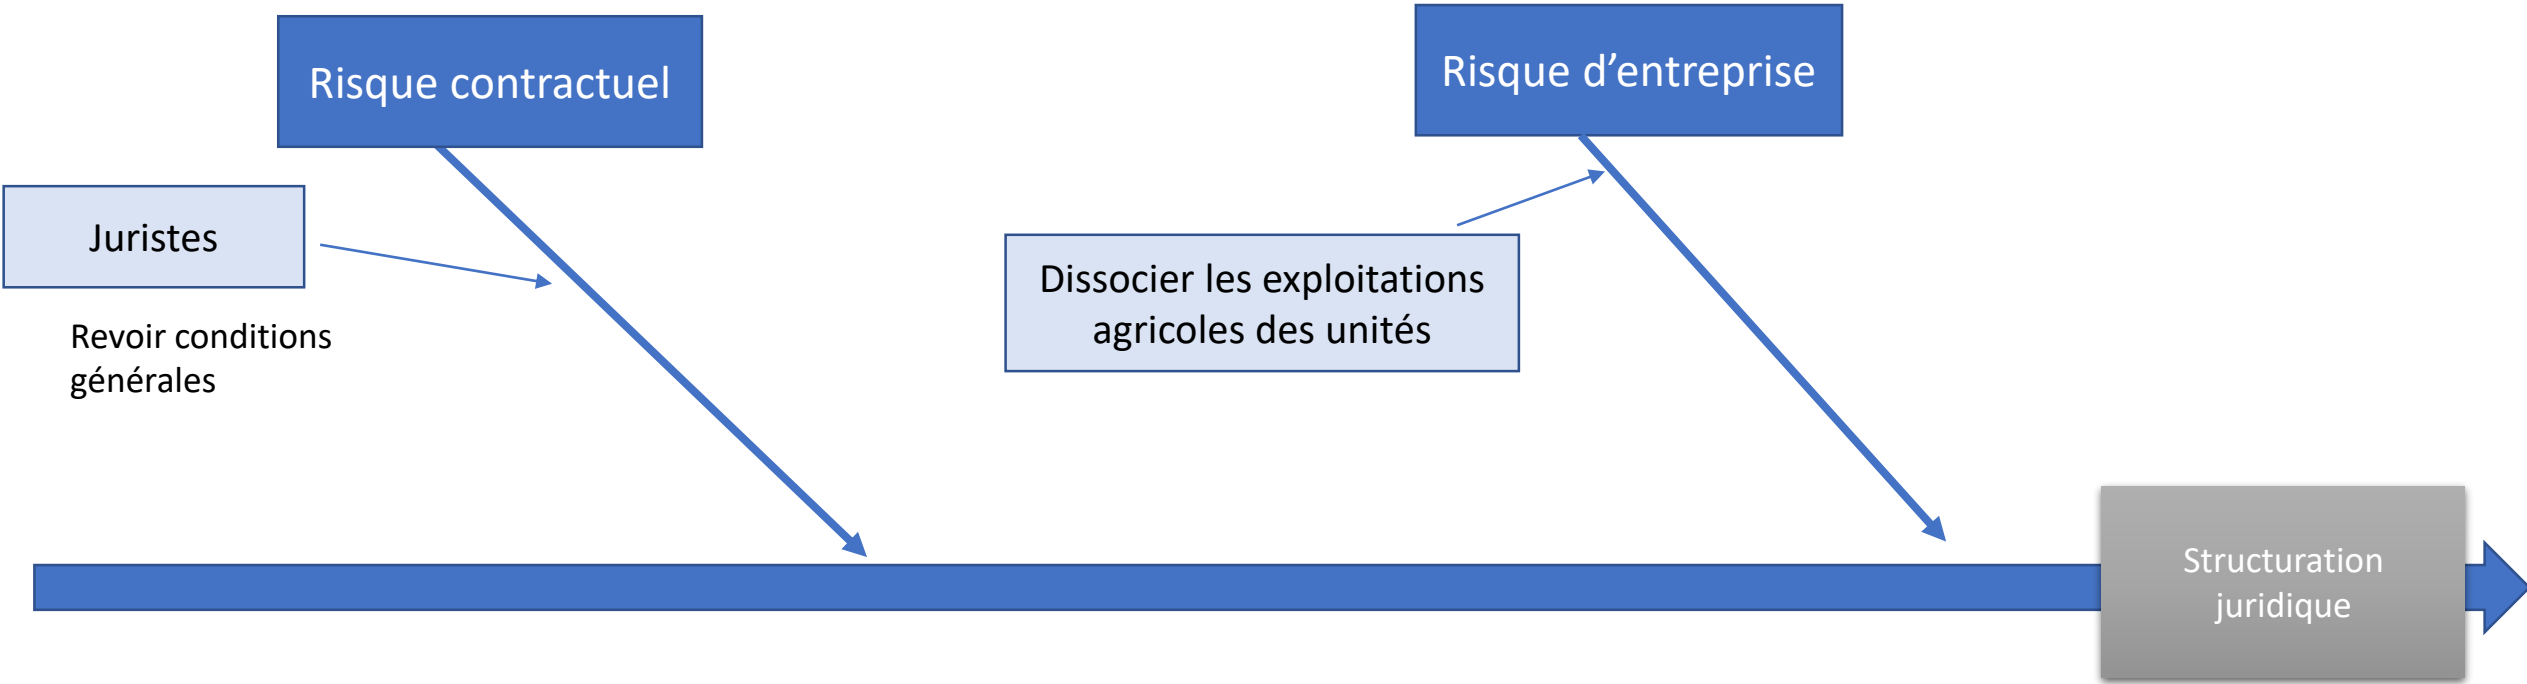 Risque contractuel
Risque d’entreprise
Juristes
Revoir conditions
générales
Dissocier les exploitations
agricoles des unités
Structuration
juridique